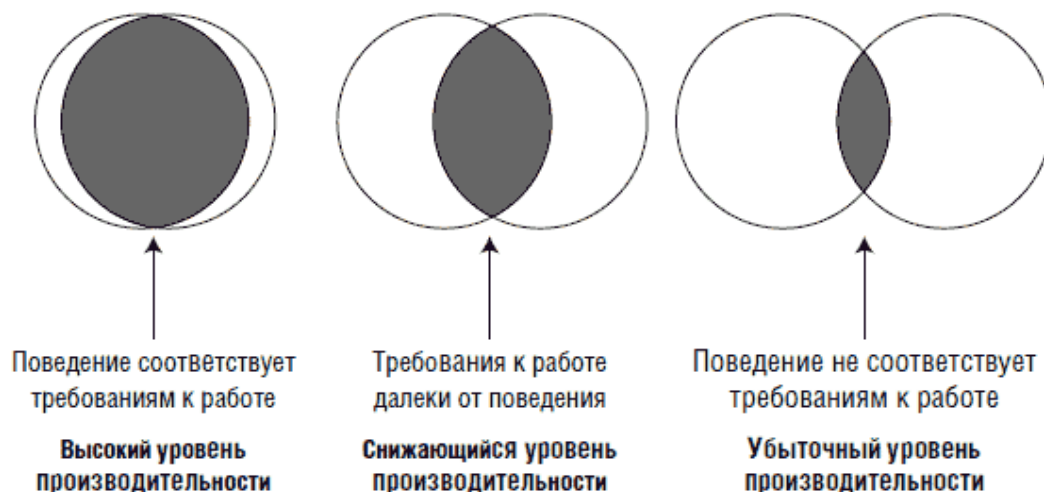 Поведение соответствует
требованиям к работе
Высокий уровень
производительности
Требования к работе
далеки от поведения
Снижающийся уровень
производительности
Поведение не соответствует
требованиям к работе
Убыточный уровень
производительности